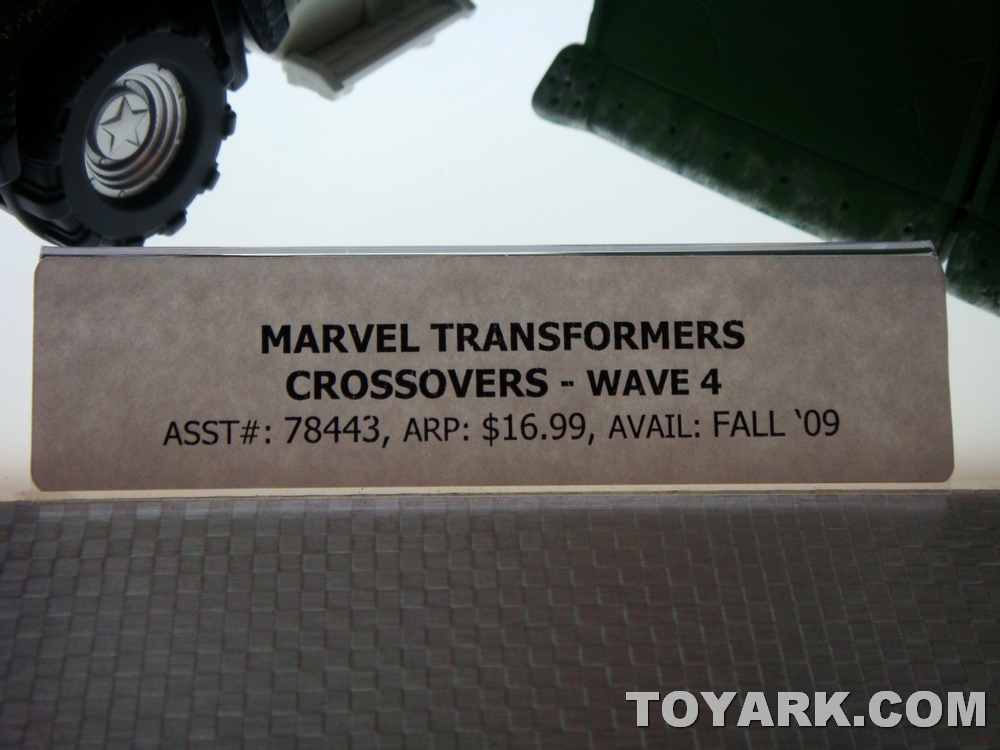 MARVEL TRANSFORMERS
CROSSOVERS - WAVE 4
ASST#: 78443, ARP: $16.99, AVAIL: FALL ‘09
TOYARK.COM